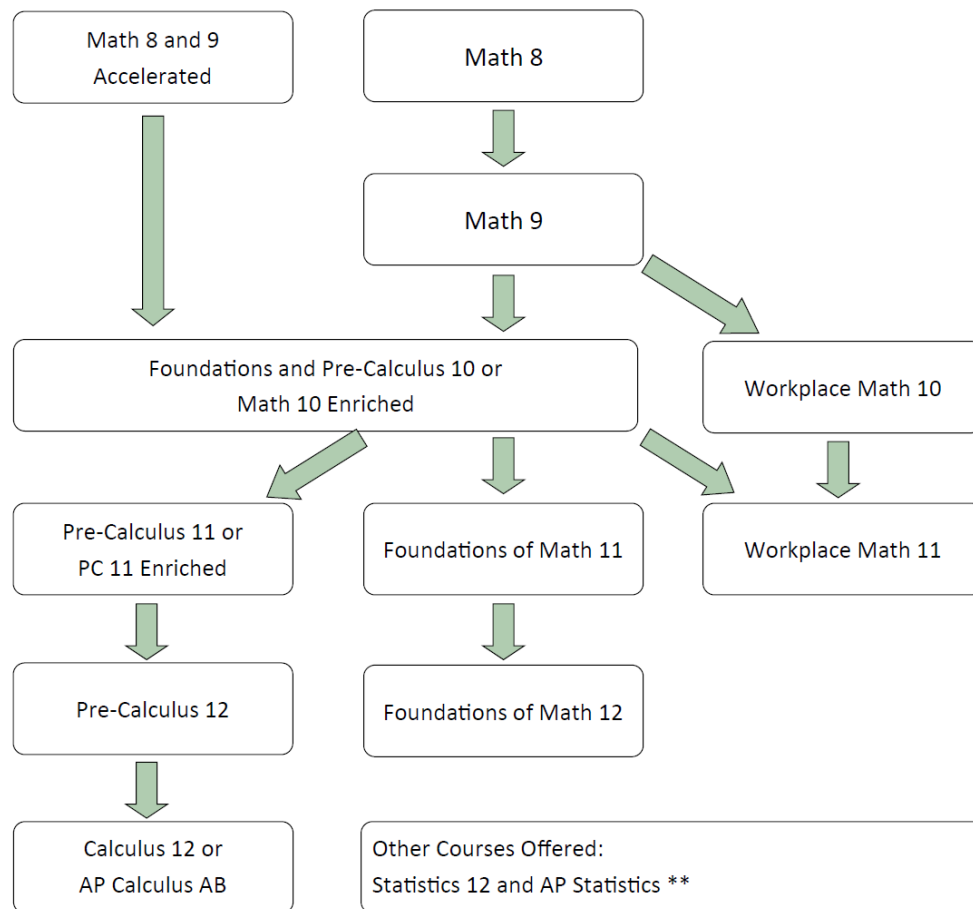 Math 8 and 9
Accelerated
Math 8
Math 9
Foundations and Pre-Calculus 10 or
Math 10 Enriched
Workplace Math 10
Pre-Calculus 11 or
PC 11 Enriched
Foundations of Math 11
Workplace Math 11
Pre-Calculus 12
Foundations of Math 12
Calculus 12 or
AP Calculus AB
Other Courses Offered:
Statistics 12 and AP Statistics **